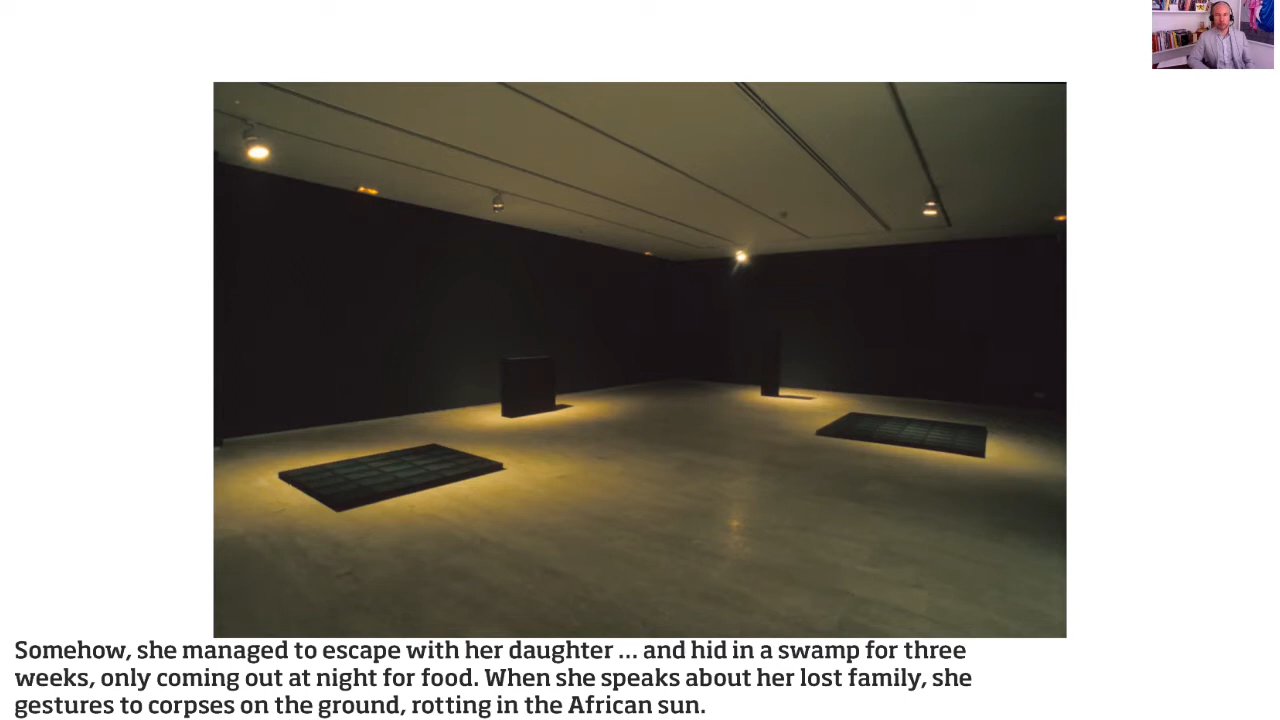 Somehow, she managed to escape with her daughter ... and hid in a swamp for three
weeks, only coming out at night for food. When she speaks about her lost family, she
gestures to corpses on the ground, rotting in the African sun.